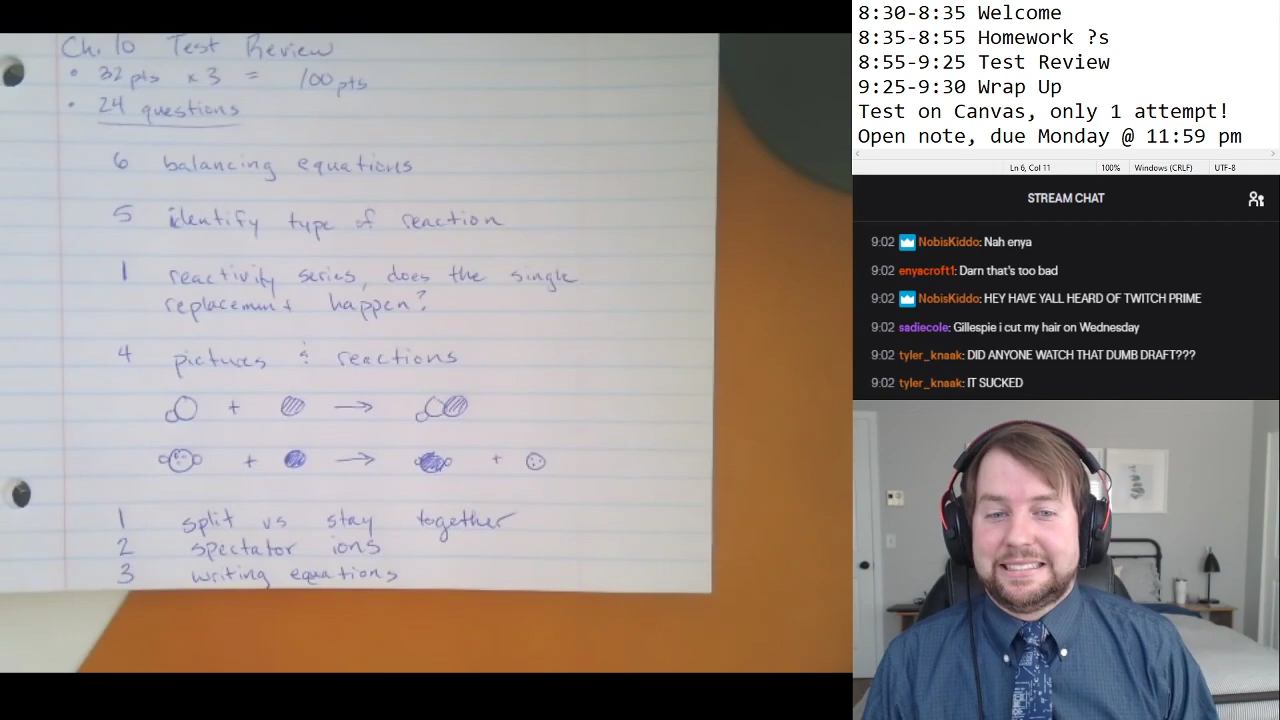 Ch. 10 Test Review
• 32 pts x 3 = 100 pts
• 24 questions
6 balancing equations
5 identify type of reaction
1 reactivity series, does the single
replacement happen?
4 pictures & reactions
+ →
+ → +
1 split vs stay together
2 spectator ions
3 writing equations
8:30-8:35 Welcome
8:35-8:55 Homework ?s
8:55-9:25 Test Review
9:25-9:30 Wrap Up
Test on Canvas, only 1 attempt!
Open note, due Monday @ 11:59 pm
Ln 6, Col 11 100% Windows (CRLF) UTF-8
STREAM CHAT
9:02 NobisKiddo: Nah enya
9:02 enyacroft1: Darn that's too bad
9:02 NobisKiddo: HEY HAVE YALL HEARD OF TWITCH PRIME
9:02 sadiecole: Gillespie i cut my hair on Wednesday
9:02 tyler_knaak: DID ANYONE WATCH THAT DUMB DRAFT???
9:02 tyler_knaak: IT SUCKED